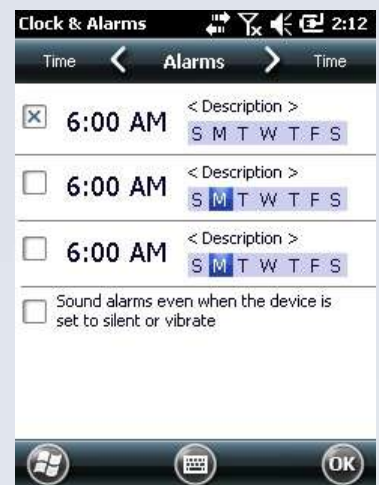 Clock & Alarms 2:12
Time Alarms Time
6:00 AM < Description >
S M T W T F S
6:00 AM < Description >
S M T W T F S
6:00 AM < Description >
S M T W T F S
Sound alarms even when the device is
set to silent or vibrate
OK